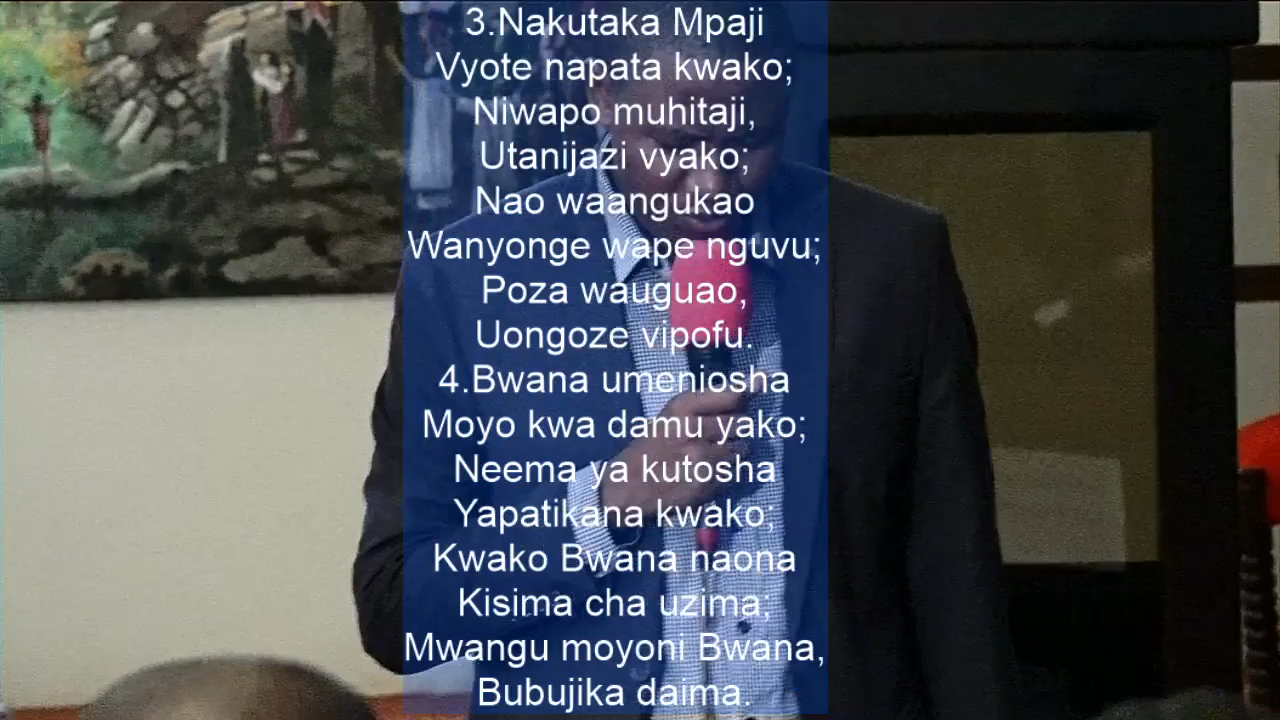 3.Nakutaka Mpaji
Vyote napata kwako;
Niwapo muhitaji,
Utanijazi vyako;
Nao waangukao
Wanyonge wape nguvu;
Poza wauguao,
Uongoze vipofu.
4.Bwana umeniosha
Moyo kwa damu yako;
Neema ya kutosha
Yapatikana kwako;
Kwako Bwana naona
Kisima cha uzima;
Mwangu moyoni Bwana,
Bubujika daima.